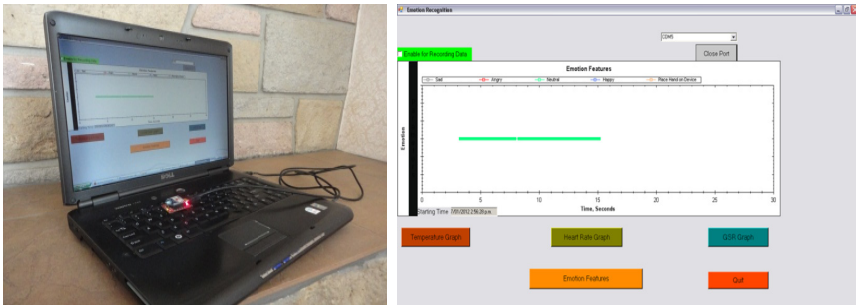 DELL
Emotion Recognition
COM5
Enable for Recording Data
Close Port
Emotion Features
Sad Angry Neutral Happy Place Hand on Device
Emotion
0 5 10 15 20 25 30
Starting Time
Time, Seconds
Temperature Graph Heart Rate Graph GSR Graph
Emotion Features Quit